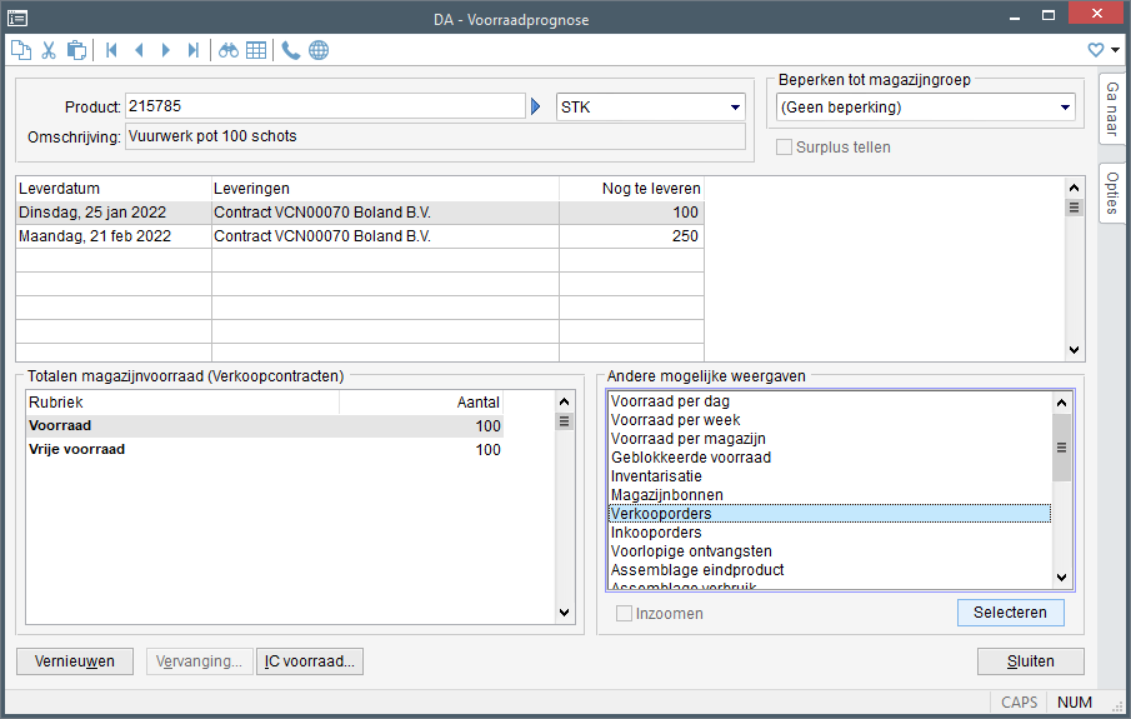 DA - Voorraadprognose
Product: 215785 STK
Omschrijving: Vuurwerk pot 100 schots
Beperken tot magazijngroep
(Geen beperking)
Surplus tellen
Ga naar
Opties
Leverdatum Leveringen Nog te leveren
Dinsdag, 25 jan 2022 Contract VCN00070 Boland B.V. 100
Maandag, 21 feb 2022 Contract VCN00070 Boland B.V. 250
Totalen magazijnvoorraad (Verkoopcontracten)
Rubriek Aantal
Voorraad 100
Vrije voorraad 100
Andere mogelijke weergaven
Voorraad per dag
Voorraad per week
Voorraad per magazijn
Geblokkeerde voorraad
Inventarisatie
Magazijnbonnen
Verkooporders
Inkooporders
Voorlopige ontvangsten
Assemblage eindproduct
Assemblage verbruik
Inzoomen Selecteren
Vernieuwen Vervanging... IC voorraad... Sluiten
CAPS NUM